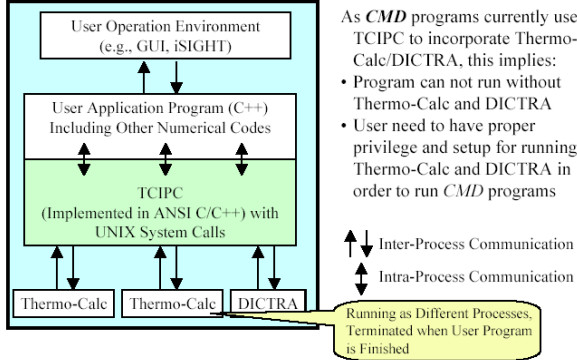 User Operation Environment
(e.g., GUI, iSIGHT)
User Application Program (C++)
Including Other Numerical Codes
TCIPC
(Implemented in ANSI C/C++) with
UNIX System Calls
Thermo-Calc
Thermo-Calc
DICTRA
As CMD programs currently use
TCIPC to incorporate Thermo-
Calc/DICTRA, this implies:
• Program can not run without
Thermo-Calc and DICTRA
• User need to have proper
privilege and setup for running
Thermo-Calc and DICTRA in
order to run CMD programs
Inter-Process Communication
Intra-Process Communication
Running as Different Processes,
Terminated when User Program
is Finished